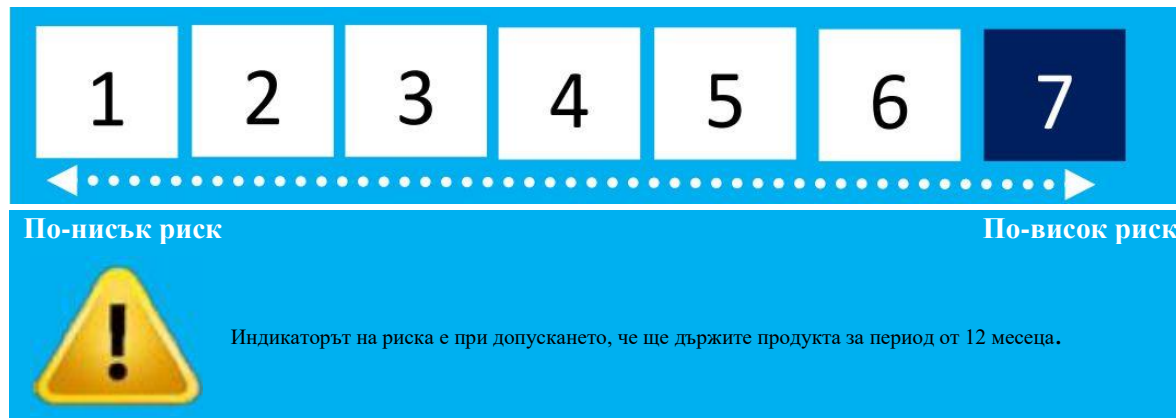 1 2 3 4 5 6 7
По-нисък риск По-висок риск
Индикаторът на риска е при допускането, че ще държите продукта за период от 12 месеца.